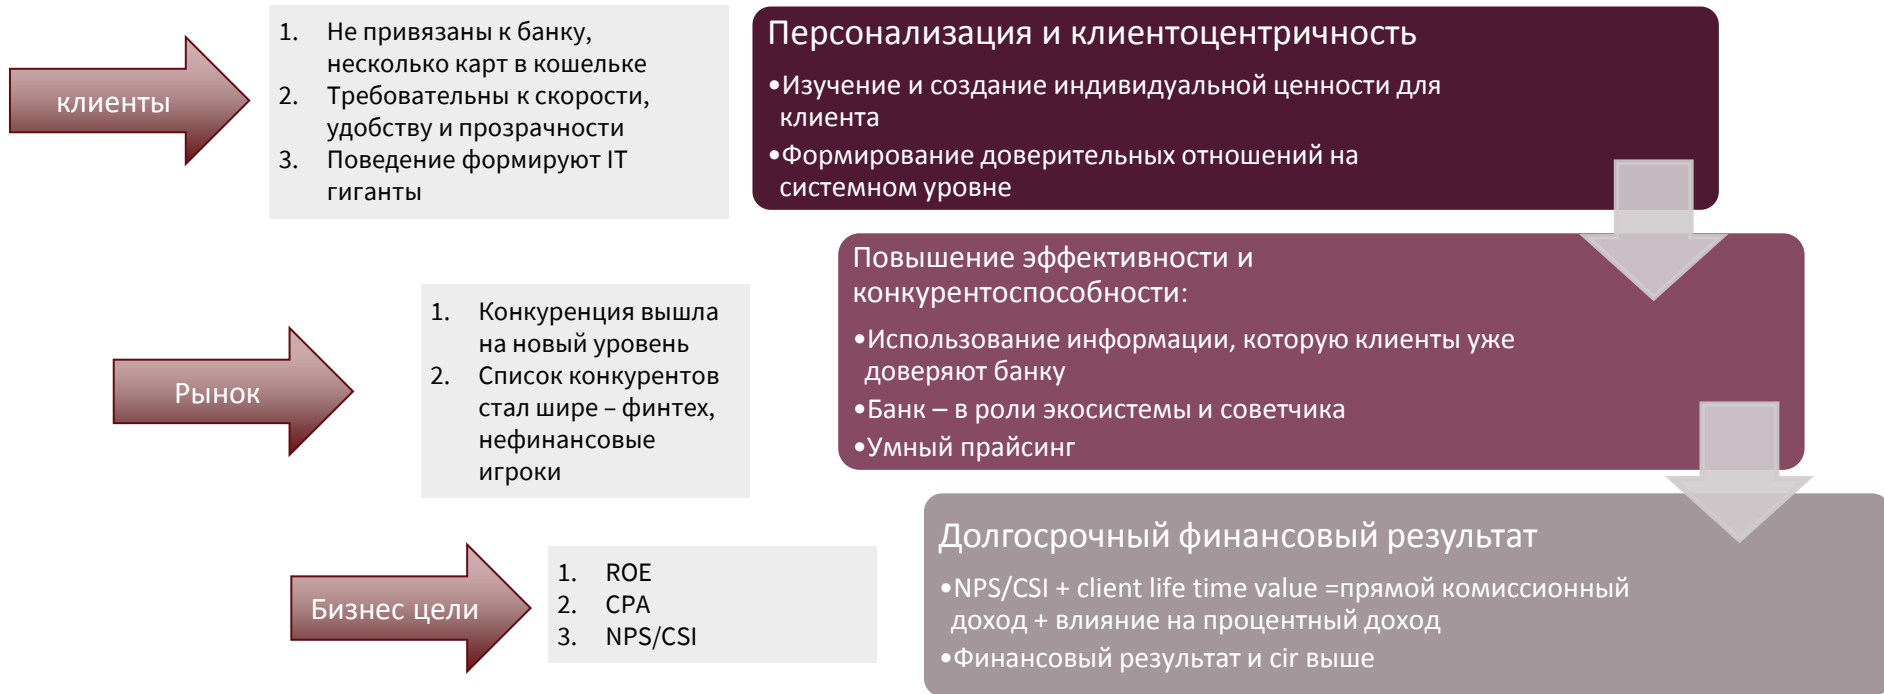 клиенты
1. Не привязаны к банку,
несколько карт в кошельке
2. Требовательны к скорости,
удобству и прозрачности
3. Поведение формируют IT
гиганты
Персонализация и клиентоцентричность
•Изучение и создание индивидуальной ценности для
клиента
•Формирование доверительных отношений на
системном уровне
Рынок
1. Конкуренция вышла
на новый уровень
2. Список конкурентов
стал шире – финтех,
нефинансовые
игроки
Повышение эффективности и
конкурентоспособности:
•Использование информации, которую клиенты уже
доверяют банку
•Банк – в роли экосистемы и советчика
•Умный прайсинг
Бизнес цели
1. ROE
2. CPA
3. NPS/CSI
Долгосрочный финансовый результат
•NPS/CSI + client life time value =прямой комиссионный
доход + влияние на процентный доход
•Финансовый результат и cir выше